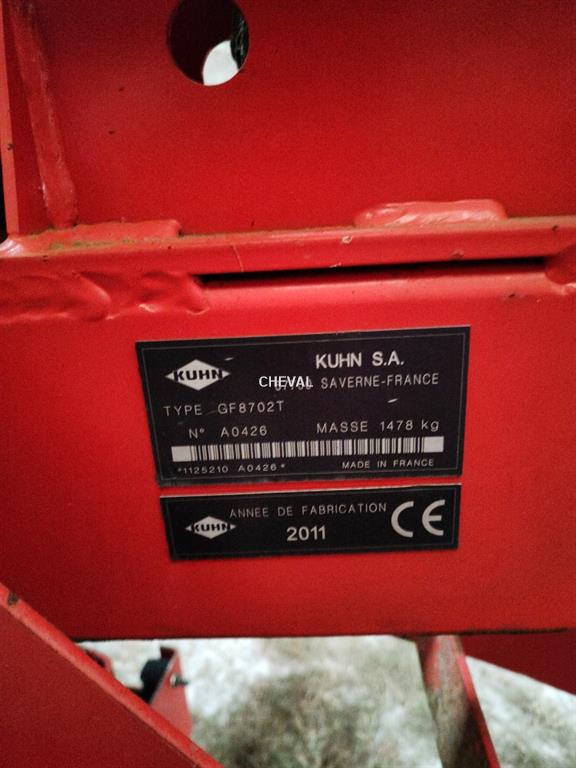 KUHN
KUHN S.A.
SAVERNE-FRANCE
CHEVAL
TYPE GF8702T
N° A0426 MASSE 1478 kg
*1125210 A0426*
MADE IN FRANCE
KUHN
ANNEE DE FABRICATION
2011
CE